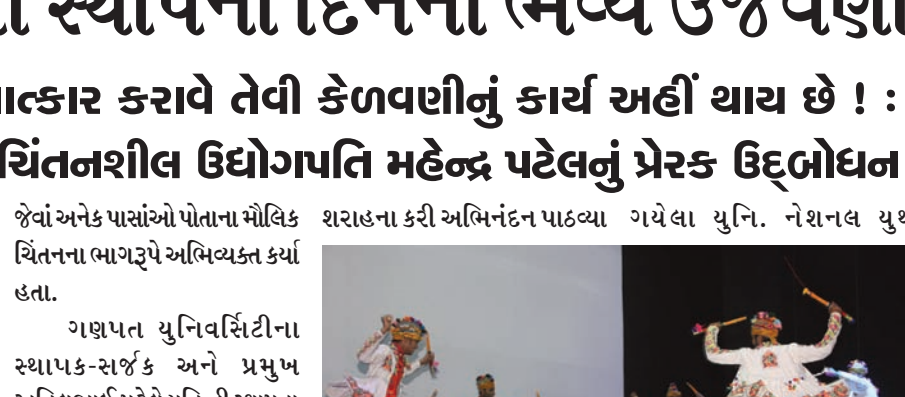 સ્થાપના દિનની ભવ્ય ઉજવણી
કરાવે તેવી કેળવણીનું કાર્ય અહીં થાય છે ! :
ચિંતનશીલ ઉદ્યોગપતિ મહેન્દ્ર પટેલનું પ્રેરક ઉદ્‌બોધન
જેવાં અનેક પાસાંઓ પોતાના મૌલિક
ચિંતનના ભાગરૂપે અભિવ્યક્ત કર્યા
હતા.
ગણપત યુનિવર્સિટીના
સ્થાપક-સર્જક અને પ્રમુખ
શરાહના કરી અભિનંદન પાઠવ્યા
ગયેલા યુનિ. નેશનલ